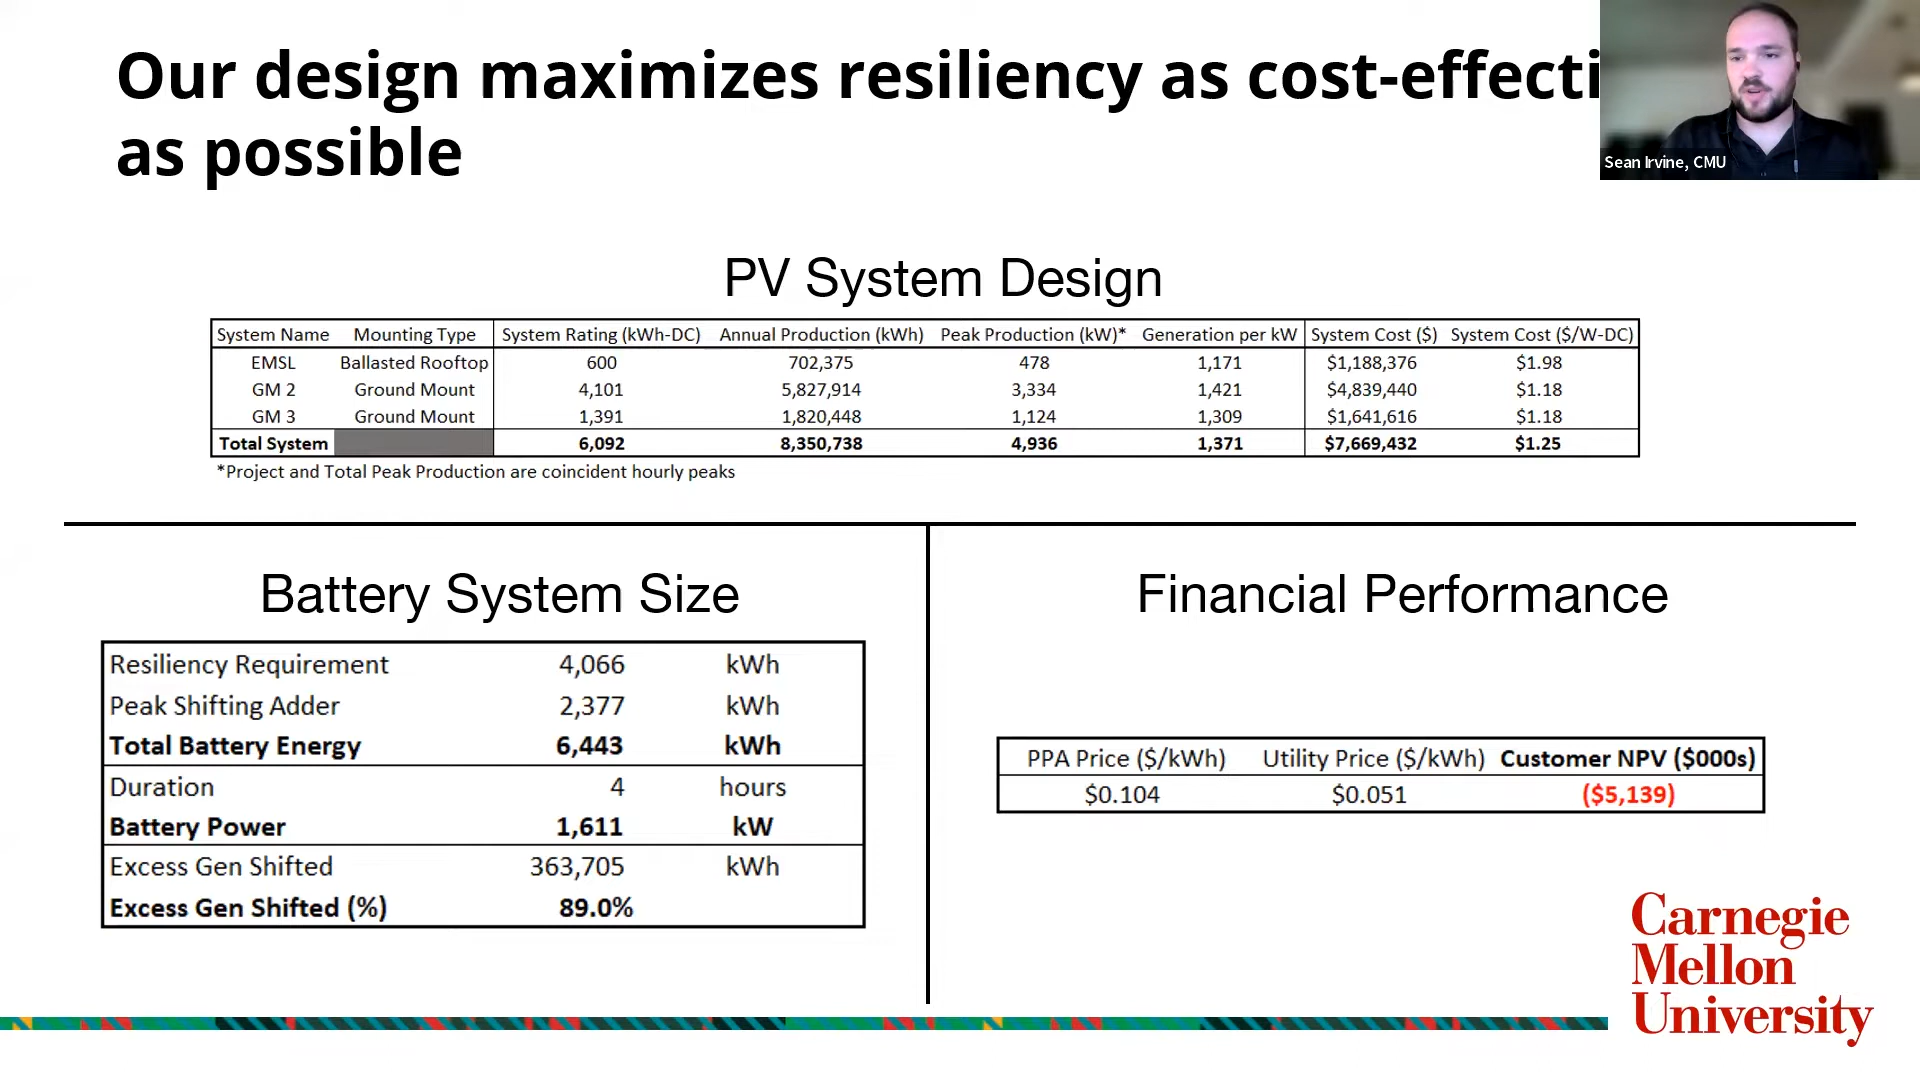 Our design maximizes resiliency as cost-effecti
as possible
Sean Irvine, CMU
PV System Design
System Name Mounting Type System Rating (kWh-DC) Annual Production (kWh) Peak Production (kW)* Generation per kW System Cost ($) System Cost ($/W-DC)
EMSL Ballasted Rooftop 600 702,375 478 1,171 $1,188,376 $1.98
GM 2 Ground Mount 4,101 5,827,914 3,334 1,421 $4,839,440 $1.18
GM 3 Ground Mount 1,391 1,820,448 1,124 1,309 $1,641,616 $1.18
Total System 6,092 8,350,738 4,936 1,371 $7,669,432 $1.25
*Project and Total Peak Production are coincident hourly peaks
Battery System Size
Resiliency Requirement 4,066 kWh
Peak Shifting Adder 2,377 kWh
Total Battery Energy 6,443 kWh
Duration 4 hours
Battery Power 1,611 kW
Excess Gen Shifted 363,705 kWh
Excess Gen Shifted (%) 89.0%
Financial Performance
PPA Price ($/kWh) Utility Price ($/kWh) Customer NPV ($000s)
$0.104 $0.051 ($5,139)
Carnegie
Mellon
University